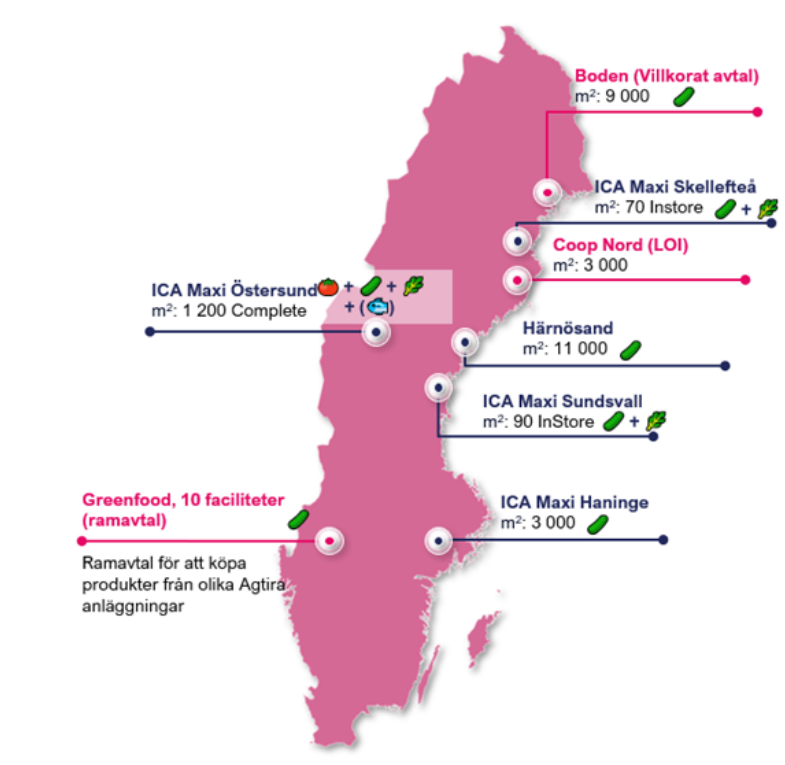 Boden (Villkorat avtal)
m²: 9 000
ICA Maxi Skellefteå
m²: 70 Instore +
Coop Nord (LOI)
m²: 3 000
ICA Maxi Östersund + +
m²: 1 200 Complete + ( )
Härnösand
m²: 11 000
ICA Maxi Sundsvall
m²: 90 InStore +
Greenfood, 10 faciliteter
(ramavtal)
ICA Maxi Haninge
m²: 3 000
Ramavtal för att köpa
produkter från olika Agtira
anläggningar